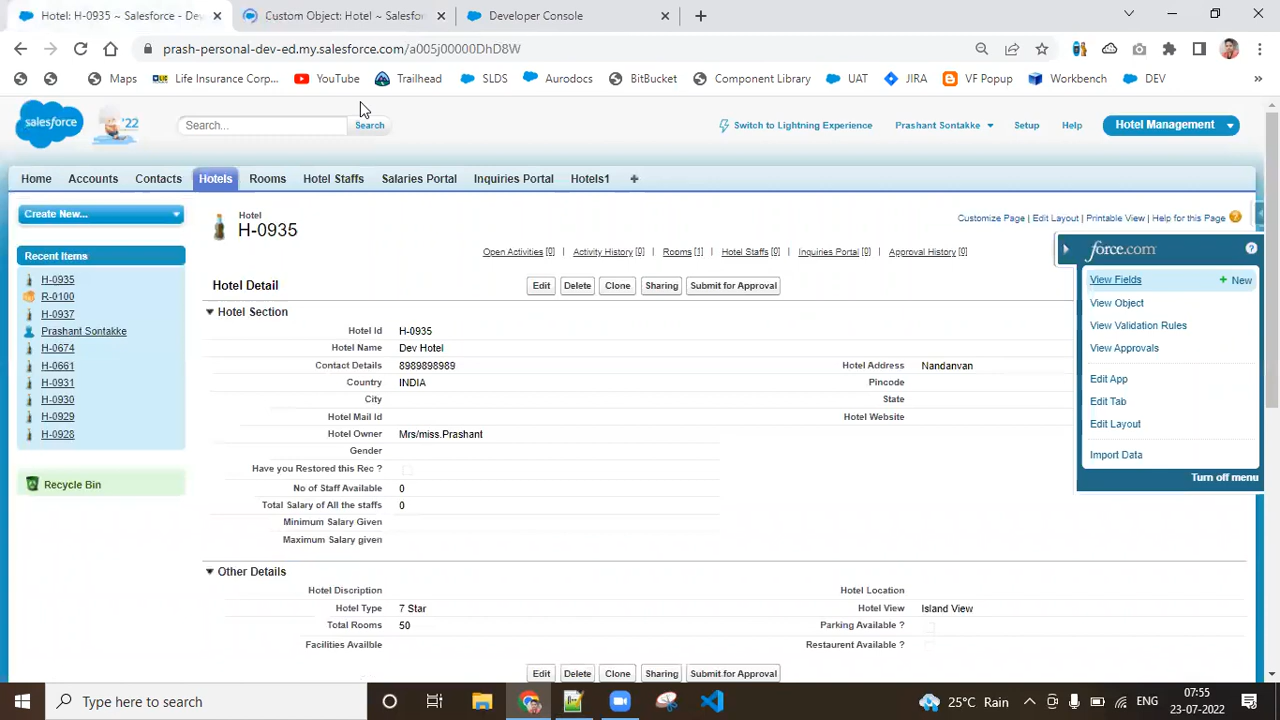 Hotel: H-0935 ~ Salesforce - Dev
Custom Object: Hotel ~ Salesfo
Developer Console
prash-personal-dev-ed.my.salesforce.com/a005j00000DhD8W
Maps
Life Insurance Corp...
YouTube
Trailhead
SLDS
Aurodocs
BitBucket
Component Library
UAT
JIRA
VF Popup
Workbench
DEV
»
salesforce
'22
Search...
Search
Switch to Lightning Experience
Prashant Sontakke
Setup
Help
Hotel Management
Home
Accounts
Contacts
Hotels
Rooms
Hotel Staffs
Salaries Portal
Inquiries Portal
Hotels1
+
Create New...
Recent Items
H-0935
R-0100
H-0937
Prashant Sontakke
H-0674
H-0661
H-0931
H-0930
H-0929
H-0928
Recycle Bin
Hotel
H-0935
Customize Page | Edit Layout | Printable View | Help for this Page
Open Activities [0] | Activity History [0] | Rooms [1] | Hotel Staffs [0] | Inquiries Portal [0] | Approval History [0]
Hotel Detail
Edit
Delete
Clone
Sharing
Submit for Approval
Hotel Section
Hotel Id H-0935
Hotel Name Dev Hotel
Contact Details 8989898989
Hotel Address Nandanvan
Country INDIA
Pincode
City
State
Hotel Mail Id
Hotel Website
Hotel Owner Mrs/miss.Prashant
Gender
Have you Restored this Rec ?
No of Staff Available 0
Total Salary of All the staffs 0
Minimum Salary Given
Maximum Salary given
Other Details
Hotel Discription
Hotel Location
Hotel Type 7 Star
Hotel View Island View
Total Rooms 50
Parking Available ?
Facilities Availble
Restaurent Available ?
Edit
Delete
Clone
Sharing
Submit for Approval
force.com
View Fields
+ New
View Object
View Validation Rules
View Approvals
Edit App
Edit Tab
Edit Layout
Import Data
Turn off menu
Type here to search
25°C Rain
ENG
07:55
23-07-2022